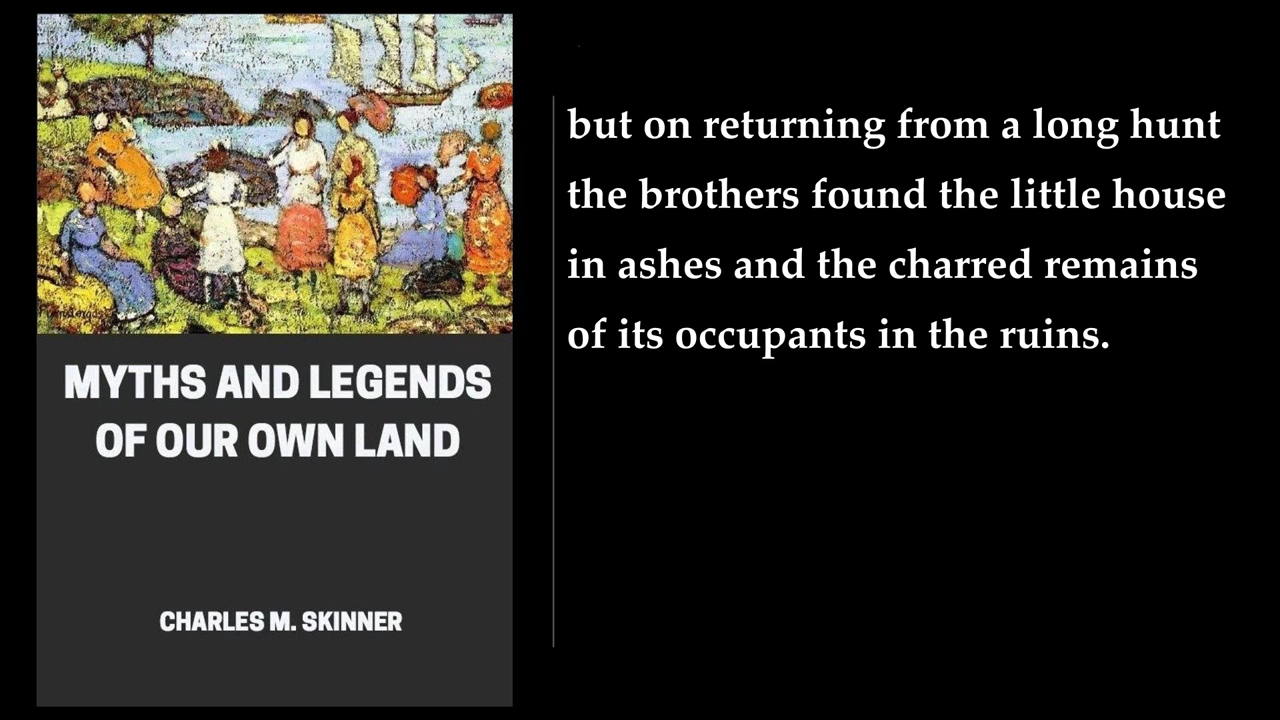 MYTHS AND LEGENDS
OF OUR OWN LAND
CHARLES M. SKINNER
but on returning from a long hunt
the brothers found the little house
in ashes and the charred remains
of its occupants in the ruins.